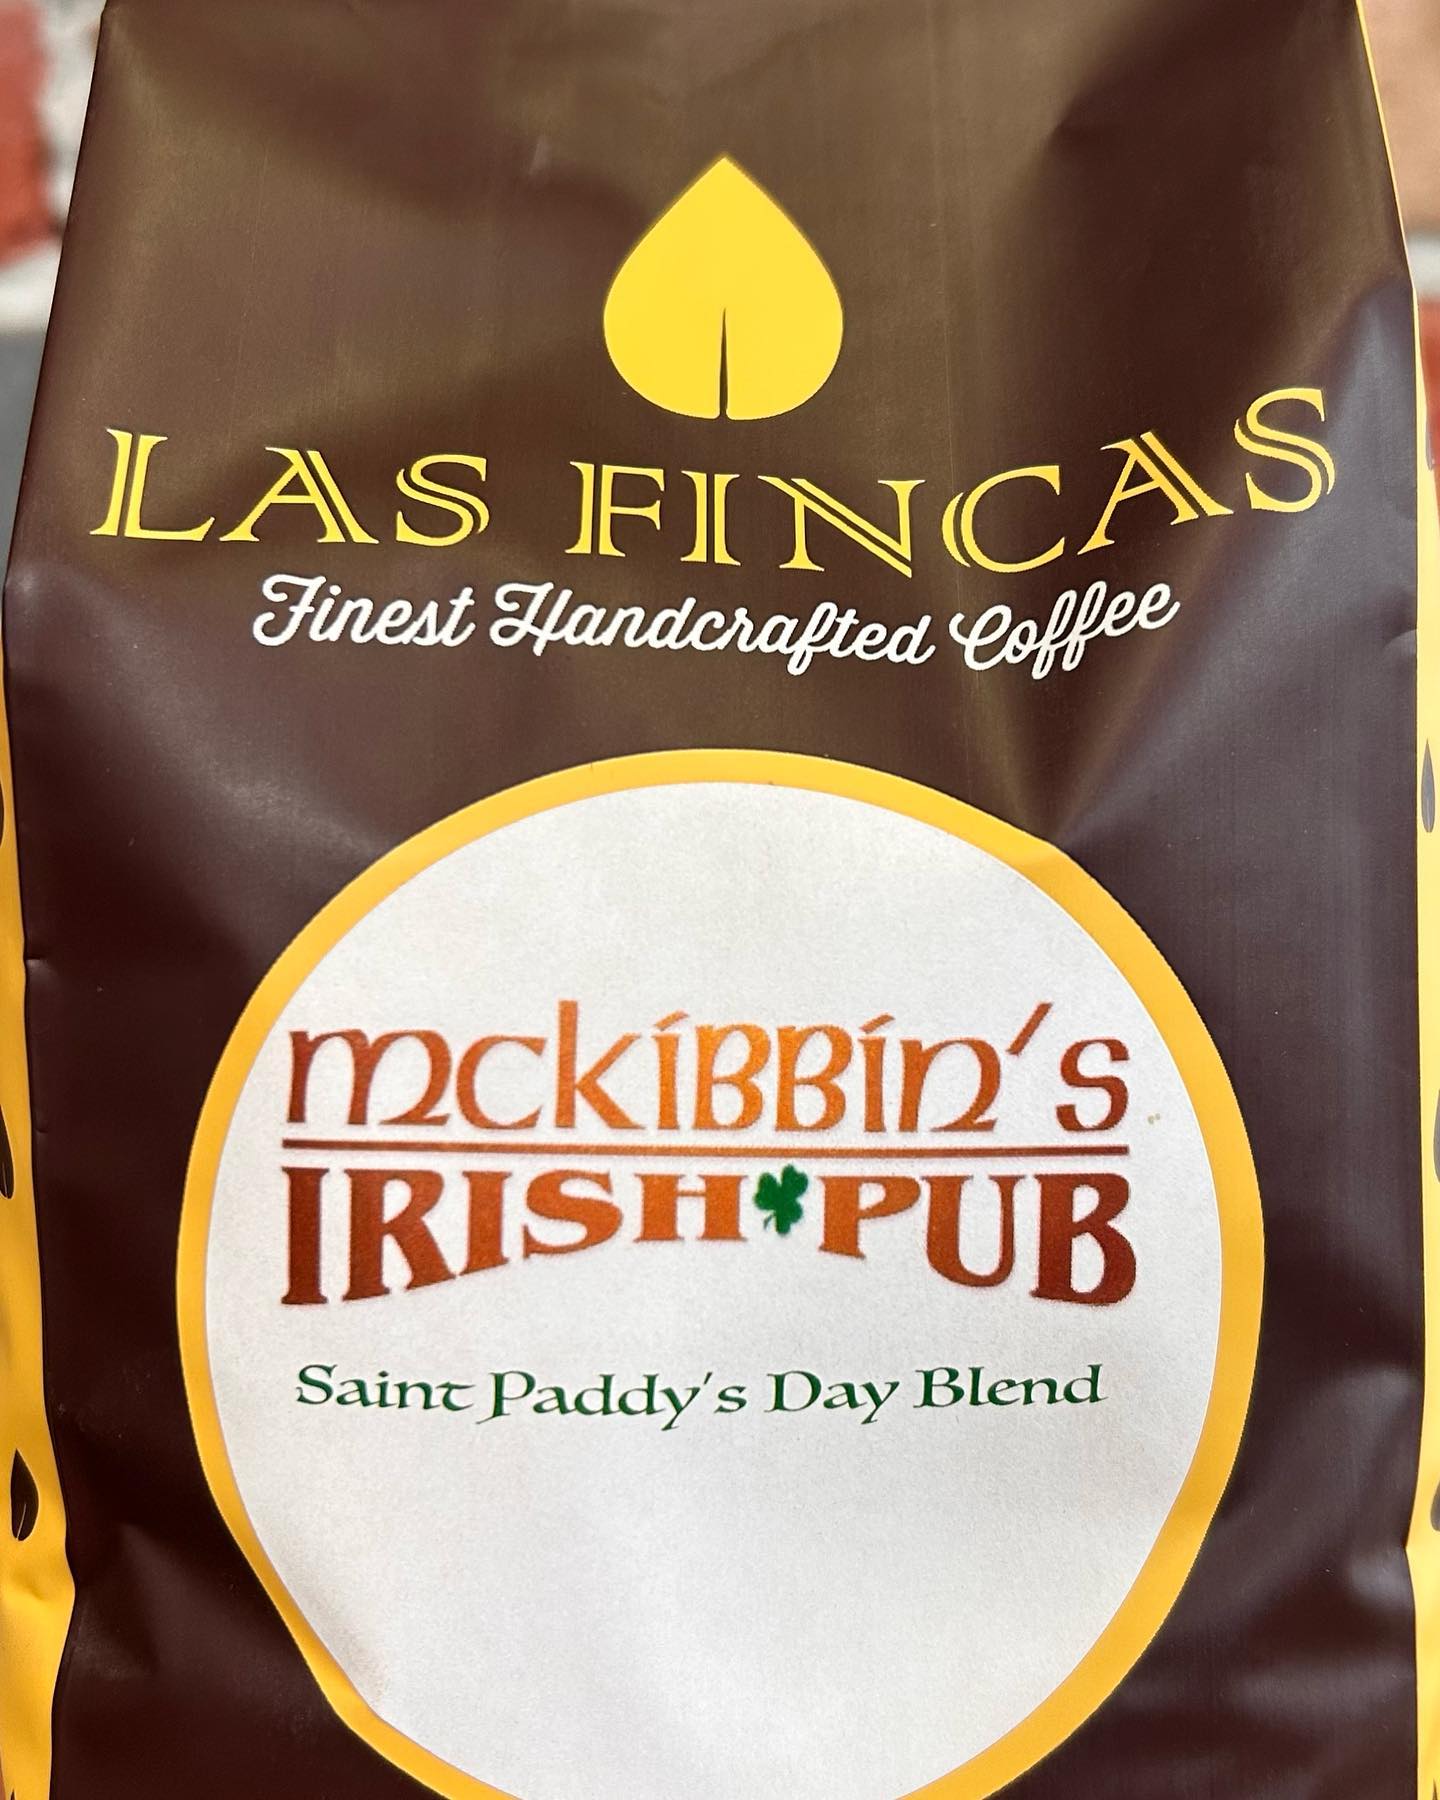 LAS FINCAS
Finest Handcrafted Coffee
McKibbin's
IRISH PUB
Saint Paddy's Day Blend